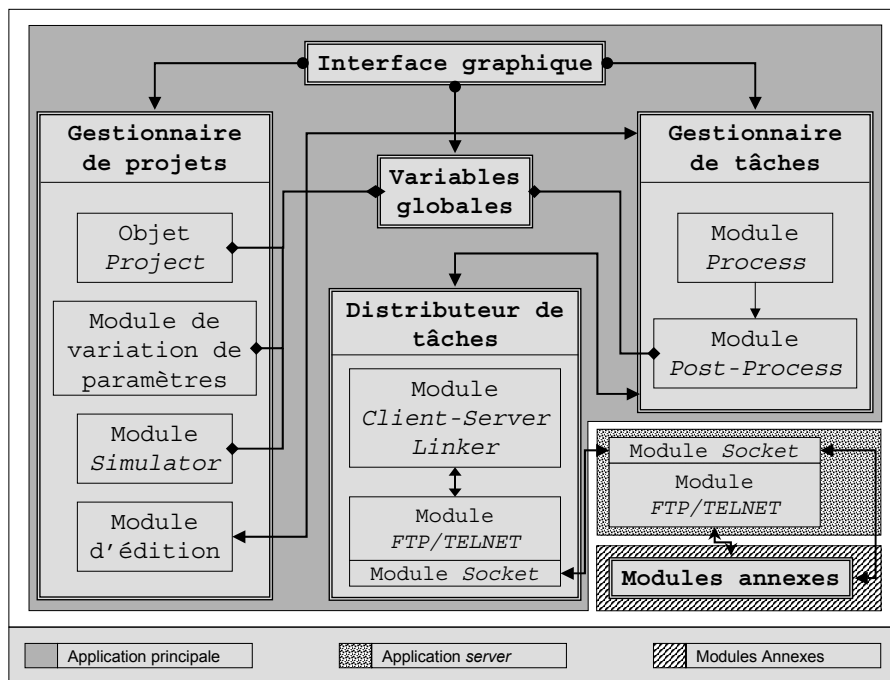 Interface graphique
Gestionnaire
de projets
Objet
Project
Module de
variation de
paramètres
Module
Simulator
Module
d'édition
Variables
globales
Distributeur de
tâches
Module
Client-Server
Linker
Module
FTP/TELNET
Module Socket
Gestionnaire
de tâches
Module
Process
Module
Post-Process
Module Socket
Module
FTP/TELNET
Modules annexes
Application principale
Application server
Modules Annexes